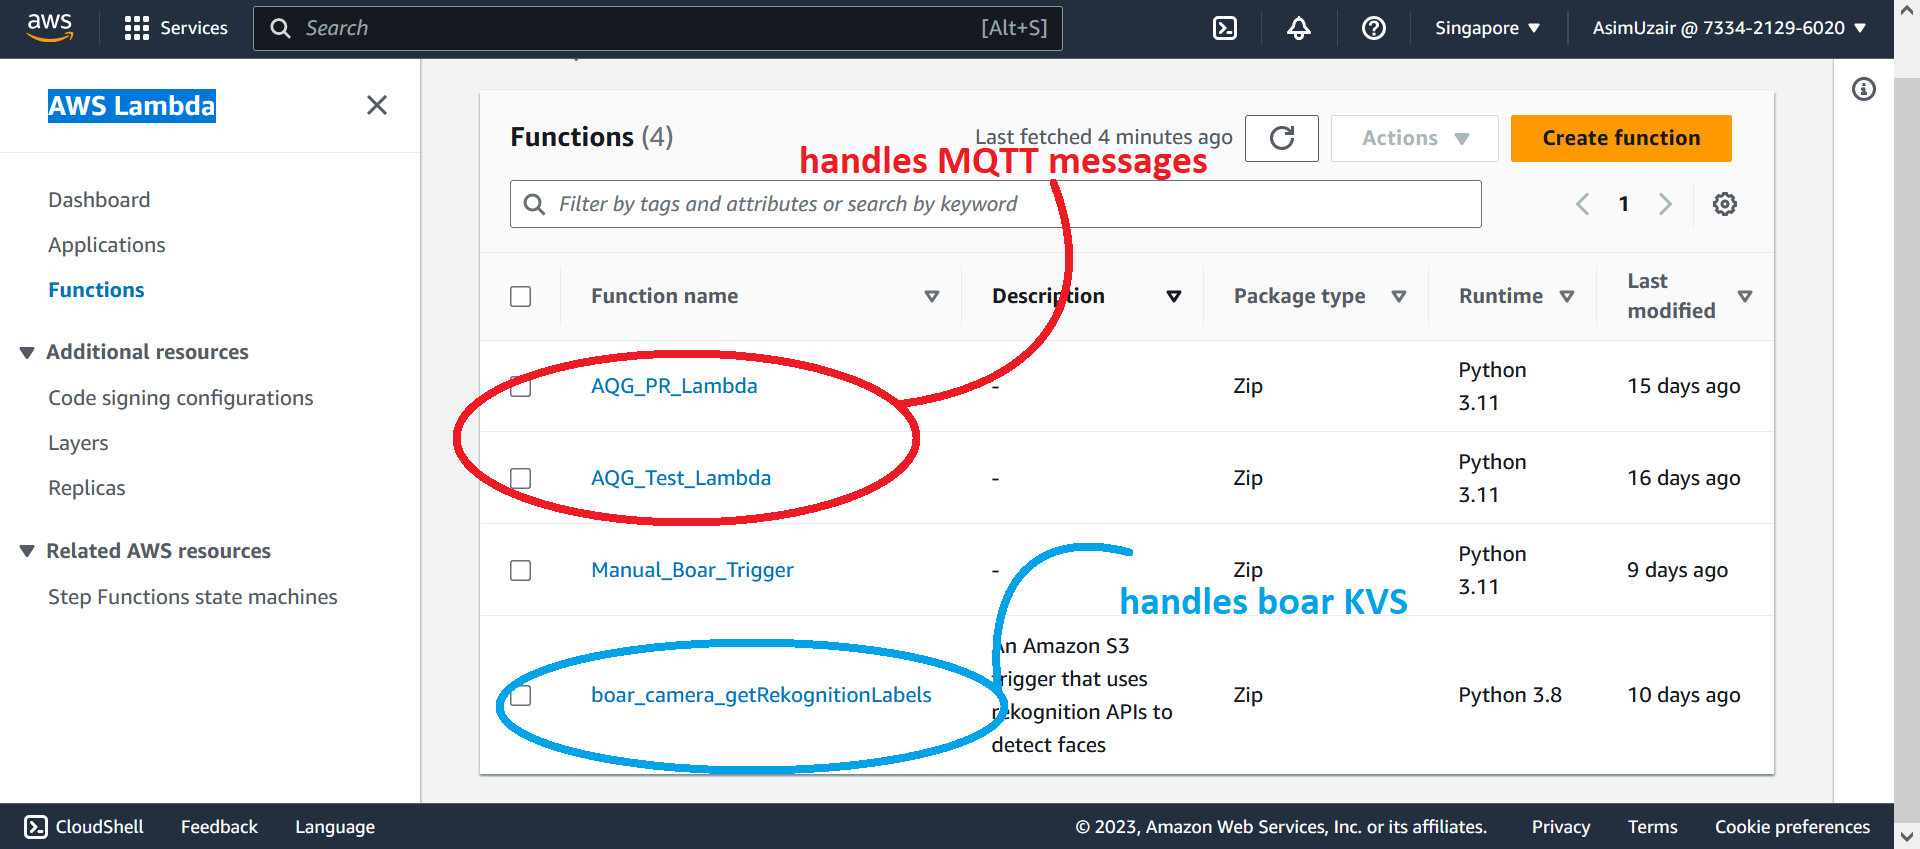 aws
Services
Search [Alt+S]
Singapore
AsimUzair @ 7334-2129-6020
AWS Lambda
Dashboard
Applications
Functions
Additional resources
Code signing configurations
Layers
Replicas
Related AWS resources
Step Functions state machines
Functions (4)
Last fetched 4 minutes ago
Actions
Create function
handles MQTT messages
Filter by tags and attributes or search by keyword
1
Function name
Description
Package type
Runtime
Last
modified
AQG_PR_Lambda
-
Zip
Python
3.11
15 days ago
AQG_Test_Lambda
-
Zip
Python
3.11
16 days ago
Manual_Boar_Trigger
-
Zip
Python
3.11
9 days ago
handles boar KVS
boar_camera_getRekognitionLabels
An Amazon S3
trigger that uses
rekognition APIs to
detect faces
Zip
Python 3.8
10 days ago
CloudShell
Feedback
Language
© 2023, Amazon Web Services, Inc. or its affiliates.
Privacy
Terms
Cookie preferences